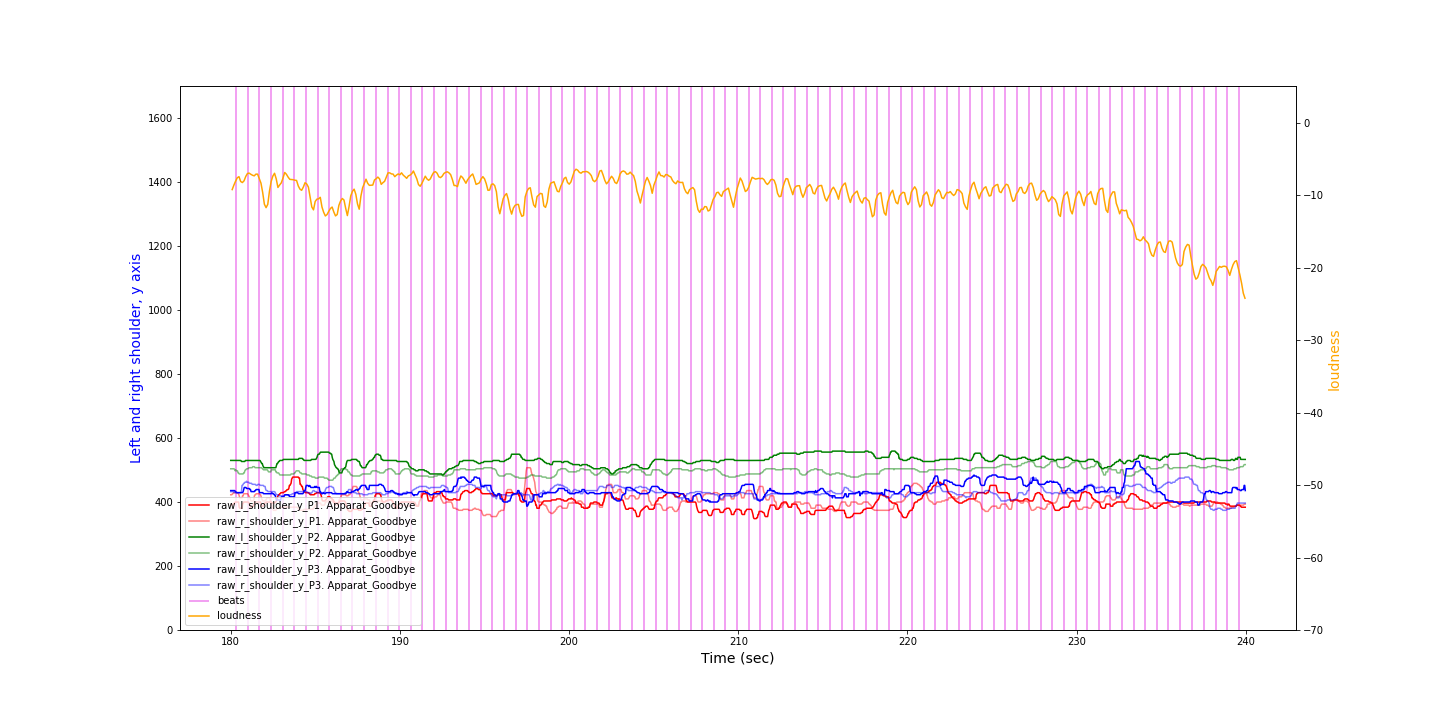 Left and right shoulder, y axis
0
200
400
600
800
1000
1200
1400
1600
raw_l_shoulder_y_P1. Apparat_Goodbye
raw_r_shoulder_y_P1. Apparat_Goodbye
raw_l_shoulder_y_P2. Apparat_Goodbye
raw_r_shoulder_y_P2. Apparat_Goodbye
raw_l_shoulder_y_P3. Apparat_Goodbye
raw_r_shoulder_y_P3. Apparat_Goodbye
beats
loudness
180
190
200
210
220
230
240
Time (sec)
0
−10
−20
−30
−40
−50
−60
−70
loudness